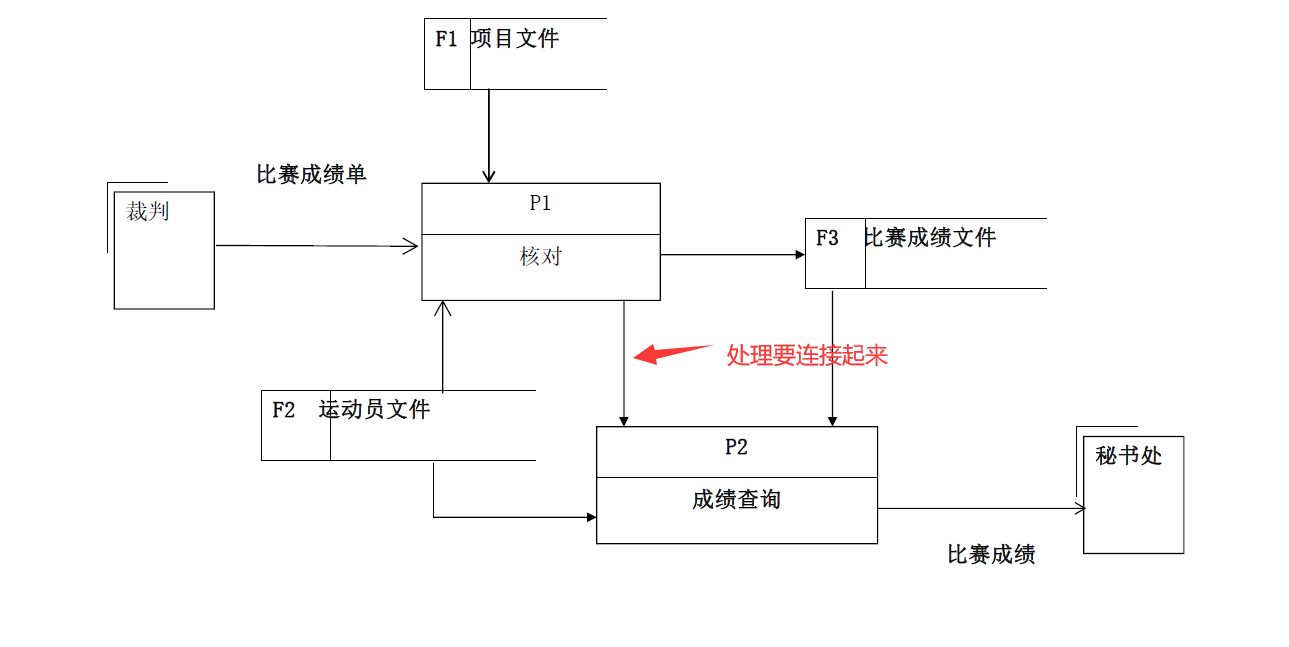 F1 项目文件
比赛成绩单
裁判
P1
核对
F3 比赛成绩文件
处理要连接起来
F2 运动员文件
P2
成绩查询
秘书处
比赛成绩